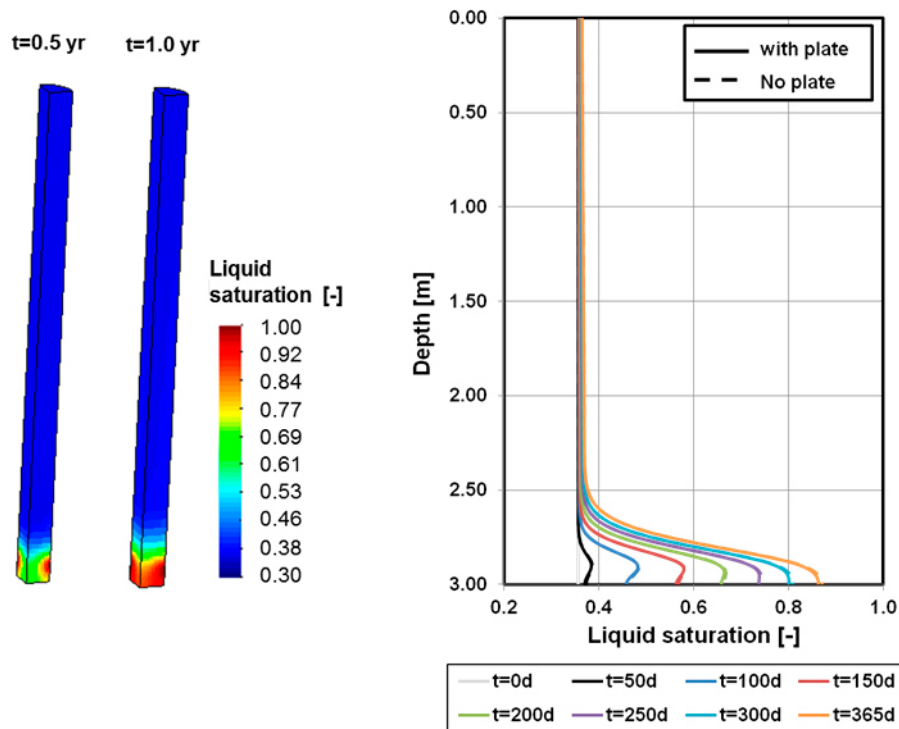 t=0.5 yr
t=1.0 yr
Liquid
saturation [-]
1.00
0.92
0.84
0.77
0.69
0.61
0.53
0.46
0.38
0.30
with plate
No plate
0.00
0.50
1.00
1.50
2.00
2.50
3.00
Depth [m]
0.2 0.4 0.6 0.8 1.0
Liquid saturation [-]
t=0d t=50d t=100d t=150d
t=200d t=250d t=300d t=365d